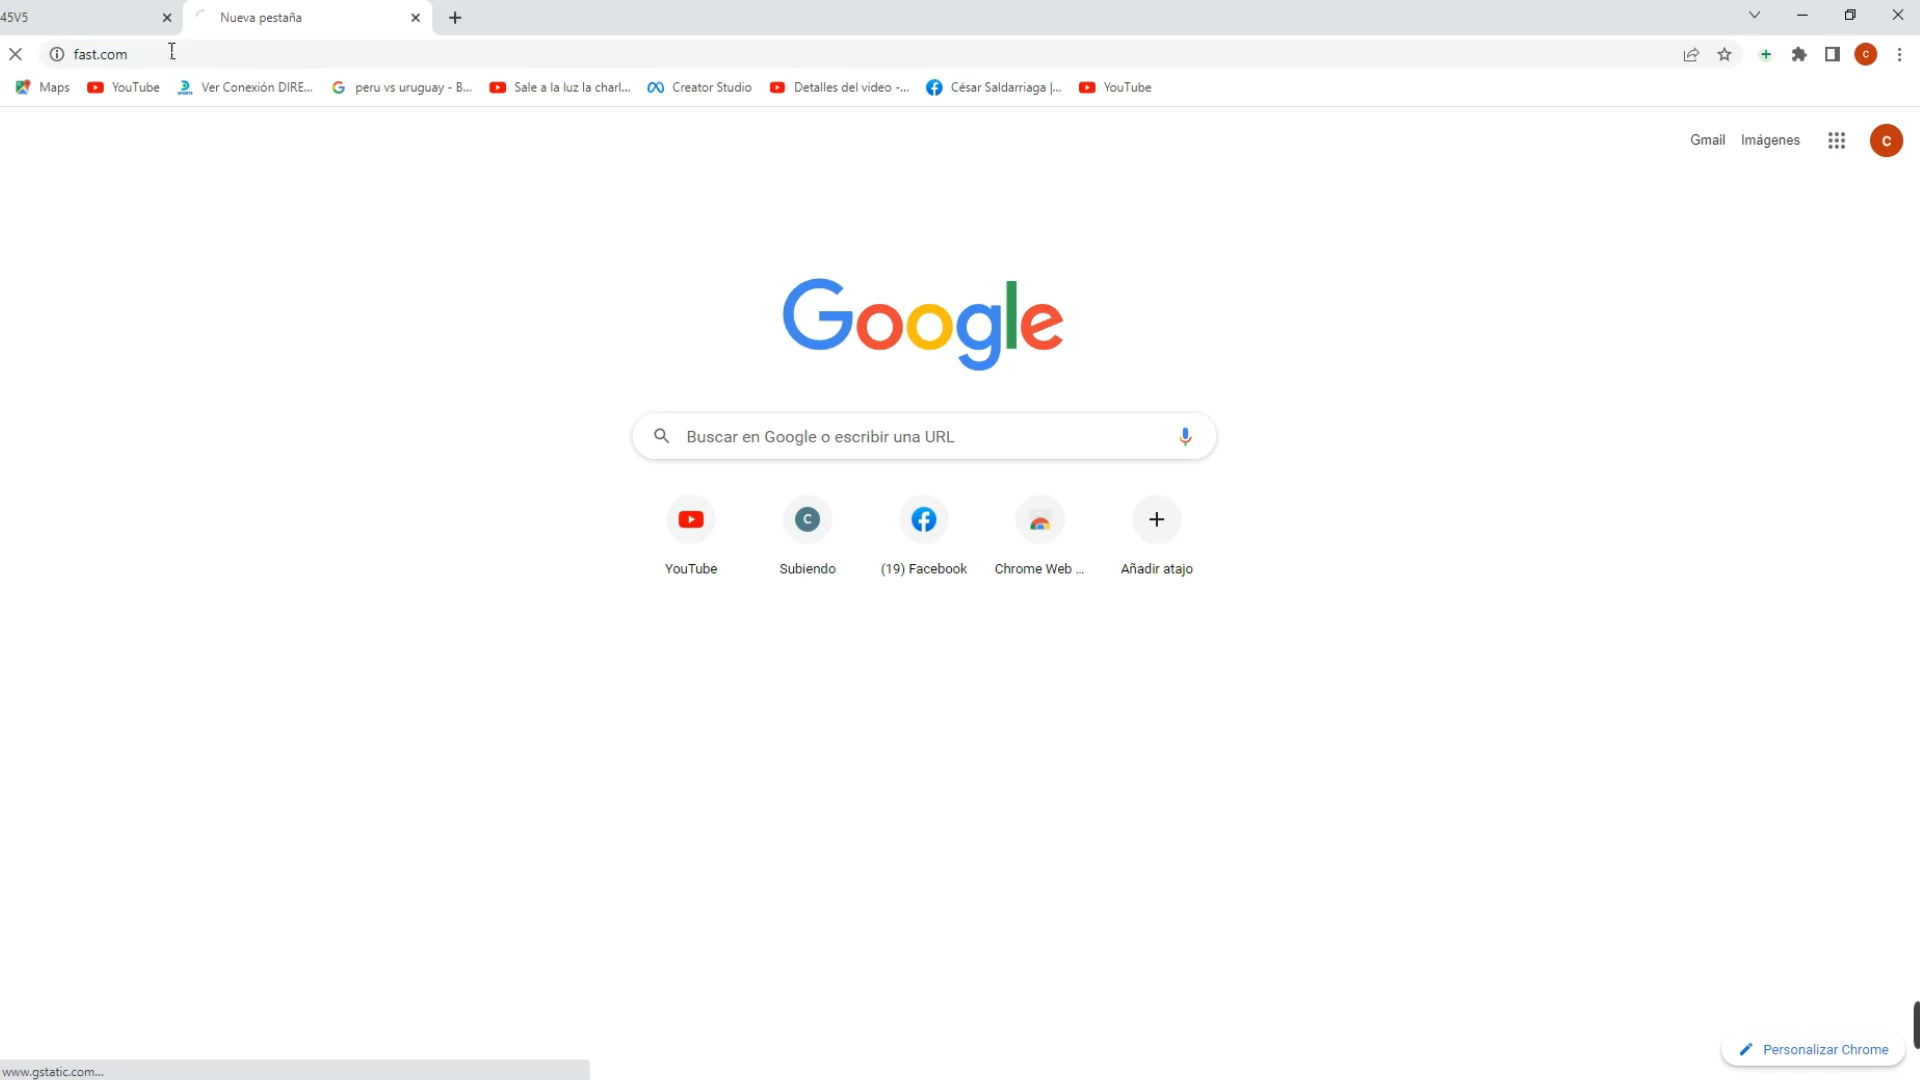 45V5
Nueva pestaña
fast.com
Maps
YouTube
Ver Conexión DIRE...
peru vs uruguay - B...
Sale a la luz la charl...
Creator Studio
Detalles del video -...
César Saldarriaga |...
YouTube
Gmail
Imágenes
C
C
Google
Buscar en Google o escribir una URL
C
YouTube
Subiendo
(19) Facebook
Chrome Web ...
Añadir atajo
Personalizar Chrome
www.gstatic.com...